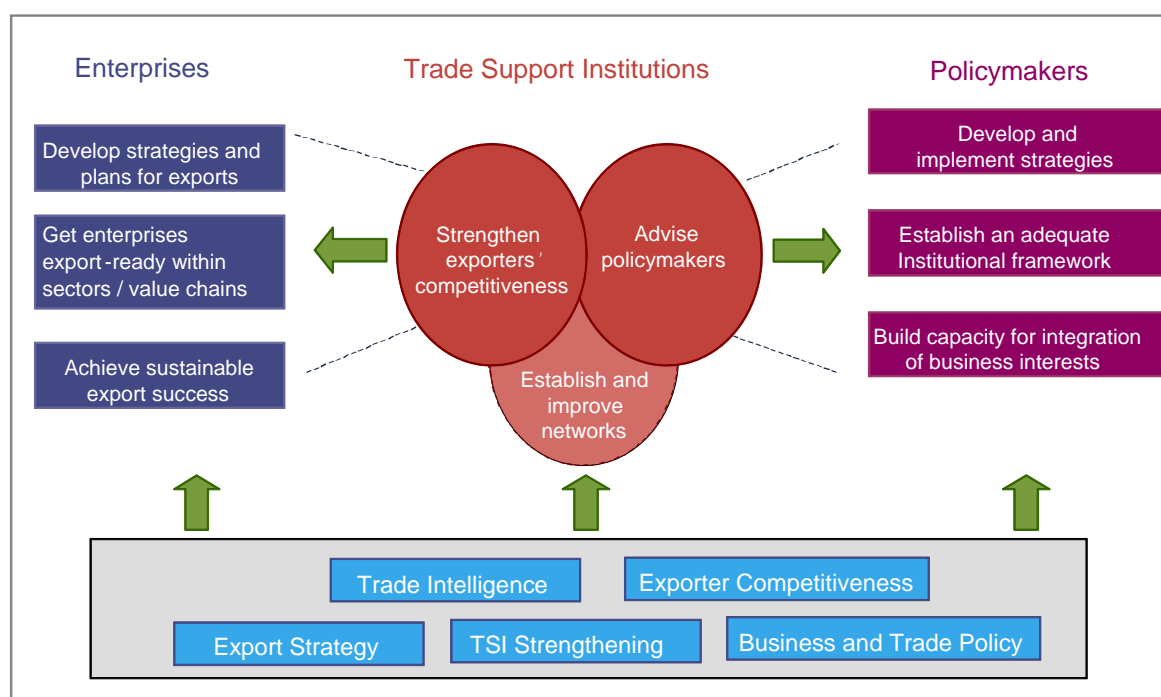 Enterprises
Trade Support Institutions
Policymakers
Develop strategies and
plans for exports
Get enterprises
export-ready within
sectors / value chains
Achieve sustainable
export success
Strengthen
exporters'
competitiveness
Advise
policymakers
Establish and
improve
networks
Develop and
implement strategies
Establish an adequate
Institutional framework
Build capacity for integration
of business interests
Trade Intelligence
Exporter Competitiveness
Export Strategy
TSI Strengthening
Business and Trade Policy